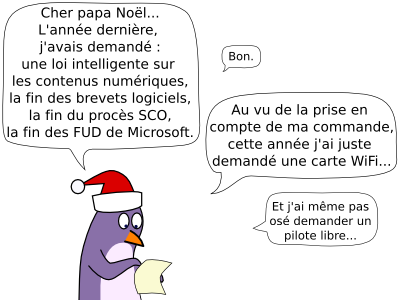 Cher papa Noël...
L'année dernière,
j'avais demandé :
une loi intelligente sur
les contenus numériques,
la fin des brevets logiciels,
la fin du procès SCO,
la fin des FUD de Microsoft.
Bon.
Au vu de la prise en
compte de ma commande,
cette année j'ai juste
demandé une carte WiFi...
Et j'ai même pas
osé demander un
pilote libre...